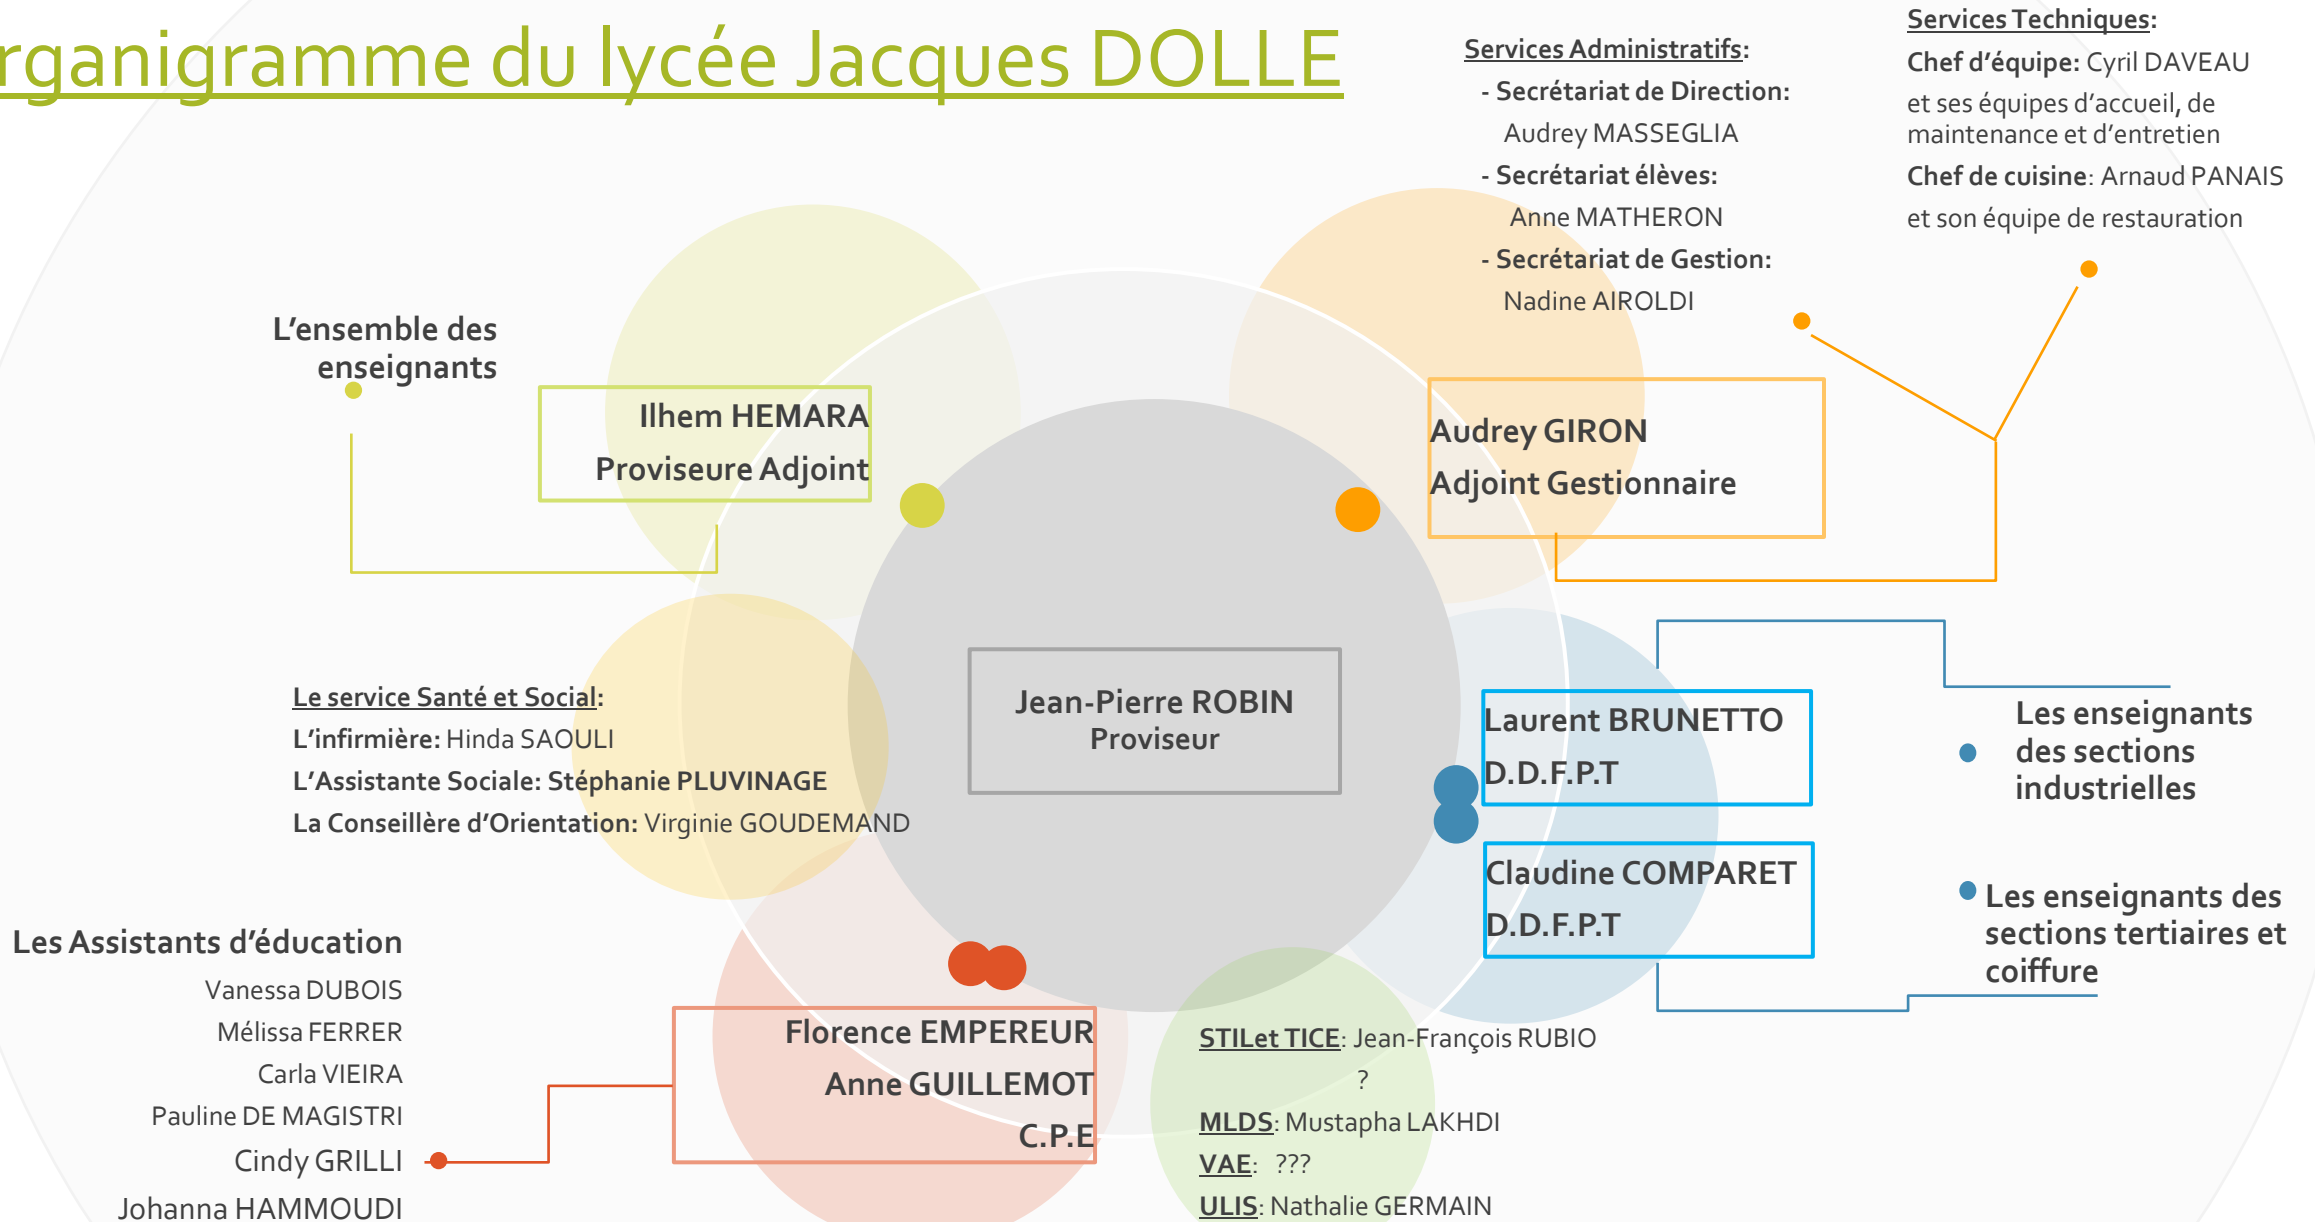 rganigramme du lycée Jacques DOLLE
Services Administratifs:
- Secrétariat de Direction:
Audrey MASSEGLIA
- Secrétariat élèves:
Anne MATHERON
- Secrétariat de Gestion:
Nadine AIROLDI
Services Techniques:
Chef d'équipe: Cyril DAVEAU
et ses équipes d'accueil, de
maintenance et d'entretien
Chef de cuisine: Arnaud PANAIS
et son équipe de restauration
L'ensemble des
enseignants
Ilhem HEMARA
Proviseure Adjoint
Audrey GIRON
Adjoint Gestionnaire
Jean-Pierre ROBIN
Proviseur
Le service Santé et Social:
L'infirmière: Hinda SAOULI
L'Assistante Sociale: Stéphanie PLUVINAGE
La Conseillère d'Orientation: Virginie GOUDEMAND
Laurent BRUNETTO
D.D.F.P.T
Les enseignants
des sections
industrielles
Claudine COMPARET
D.D.F.P.T
Les enseignants des
sections tertiaires et
coiffure
Les Assistants d'éducation
Vanessa DUBOIS
Mélissa FERRER
Carla VIEIRA
Pauline DE MAGISTRI
Cindy GRILLI
Johanna HAMMOUDI
Florence EMPEREUR
Anne GUILLEMOT
C.P.E
STILet TICE: Jean-François RUBIO
?
MLDS: Mustapha LAKHDI
VAE: ???
ULIS: Nathalie GERMAIN